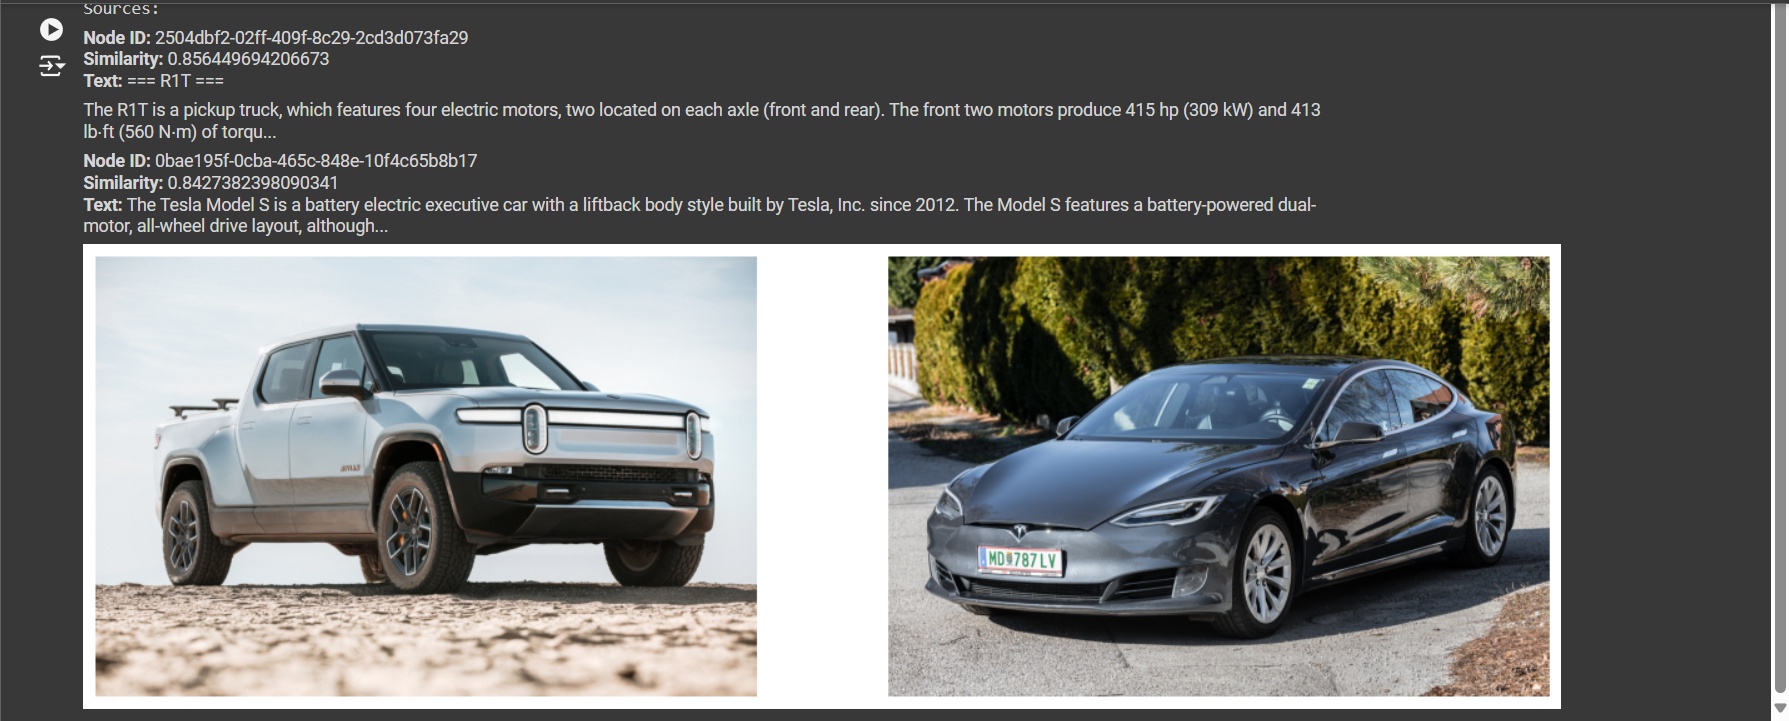 Sources:
Node ID: 2504dbf2-02ff-409f-8c29-2cd3d073fa29
Similarity: 0.856449694206673
Text: === R1T ===
The R1T is a pickup truck, which features four electric motors, two located on each axle (front and rear). The front two motors produce 415 hp (309 kW) and 413
lb⋅ft (560 N⋅m) of torqu...
Node ID: 0bae195f-0cba-465c-848e-10f4c65b8b17
Similarity: 0.8427382398090341
Text: The Tesla Model S is a battery electric executive car with a liftback body style built by Tesla, Inc. since 2012. The Model S features a battery-powered dual-
motor, all-wheel drive layout, although...
MD 787 LV